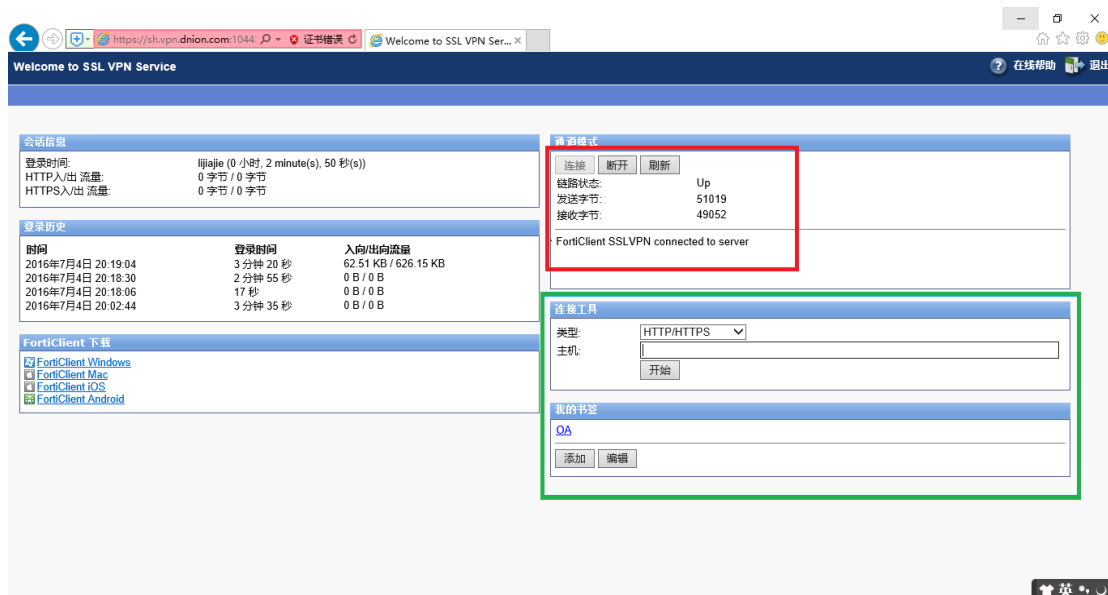 https://sh.vpn.dnion.com:1044 证书错误 Welcome to SSL VPN Ser...
Welcome to SSL VPN Service
在线帮助 退出
会话信息
登录时间: lijiajie (0 小时, 2 minute(s), 50 秒(s))
HTTP入/出 流量: 0 字节 / 0 字节
HTTPS入/出 流量: 0 字节 / 0 字节
登录历史
时间 登录时间 入向/出向流量
2016年7月4日 20:19:04 3 分钟 20 秒 62.51 KB / 626.15 KB
2016年7月4日 20:18:30 2 分钟 55 秒 0 B / 0 B
2016年7月4日 20:18:06 17 秒 0 B / 0 B
2016年7月4日 20:02:44 3 分钟 35 秒 0 B / 0 B
FortiClient 下载
FortiClient Windows
FortiClient Mac
FortiClient iOS
FortiClient Android
通道模式
连接 断开 刷新
链路状态: Up
发送字节: 51019
接收字节: 49052
FortiClient SSLVPN connected to server
连接工具
类型: HTTP/HTTPS
主机:
开始
我的书签
OA
添加 编辑
英